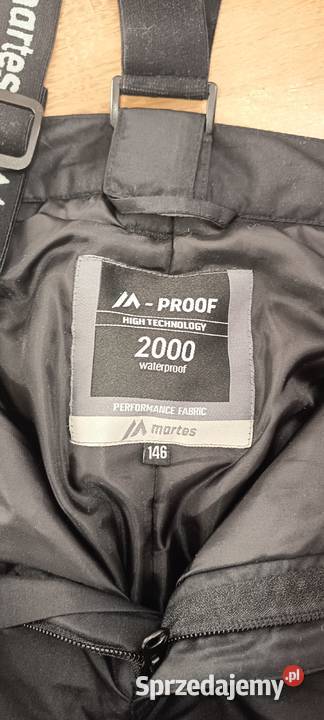 martes
M - PROOF
HIGH TECHNOLOGY
2000
waterproof
PERFORMANCE FABRIC
martes
146
Sprzedajemy.pl